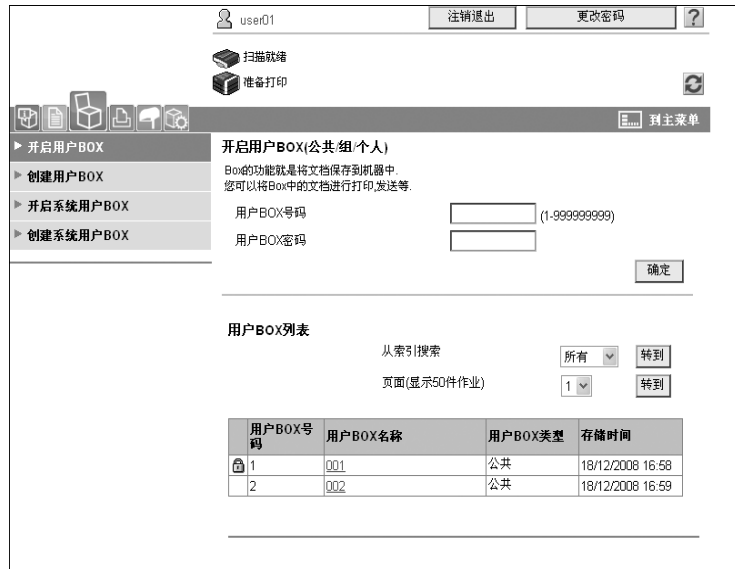 user01
注销退出
更改密码
?
扫描就绪
准备打印
到主菜单
开启用户BOX
创建用户BOX
开启系统用户BOX
创建系统用户BOX
开启用户BOX(公共/组/个人)
Box的功能就是将文档保存到机器中.
您可以将Box中的文档进行打印,发送等.
用户BOX号码 (1-999999999)
用户BOX密码
确定
用户BOX列表
从索引搜索 所有 转到
页面(显示50件作业) 1 转到
用户BOX号码 用户BOX名称 用户BOX类型 存储时间
1 001 公共 18/12/2008 16:58
2 002 公共 18/12/2008 16:59